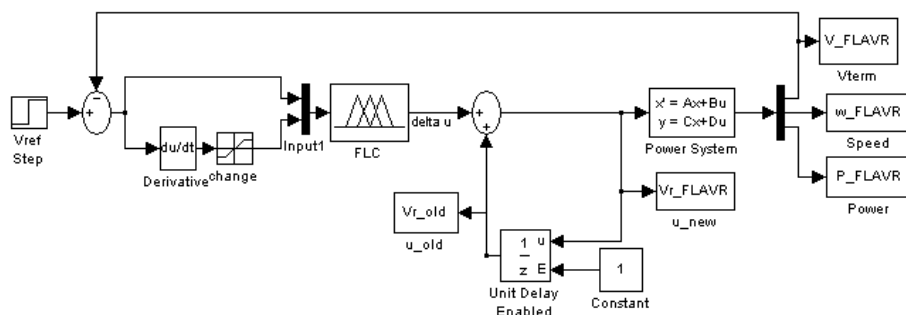 V_FLAVR
Vterm
−
+
Vref
Step
du/dt
Derivative
change
Input1
FLC
delta u
+
+
x' = Ax+Bu
y = Cx+Du
Power System
w_FLAVR
Speed
P_FLAVR
Power
Vr_FLAVR
u_new
Vr_old
u_old
1
z
u
E
Unit Delay
Enabled
1
Constant